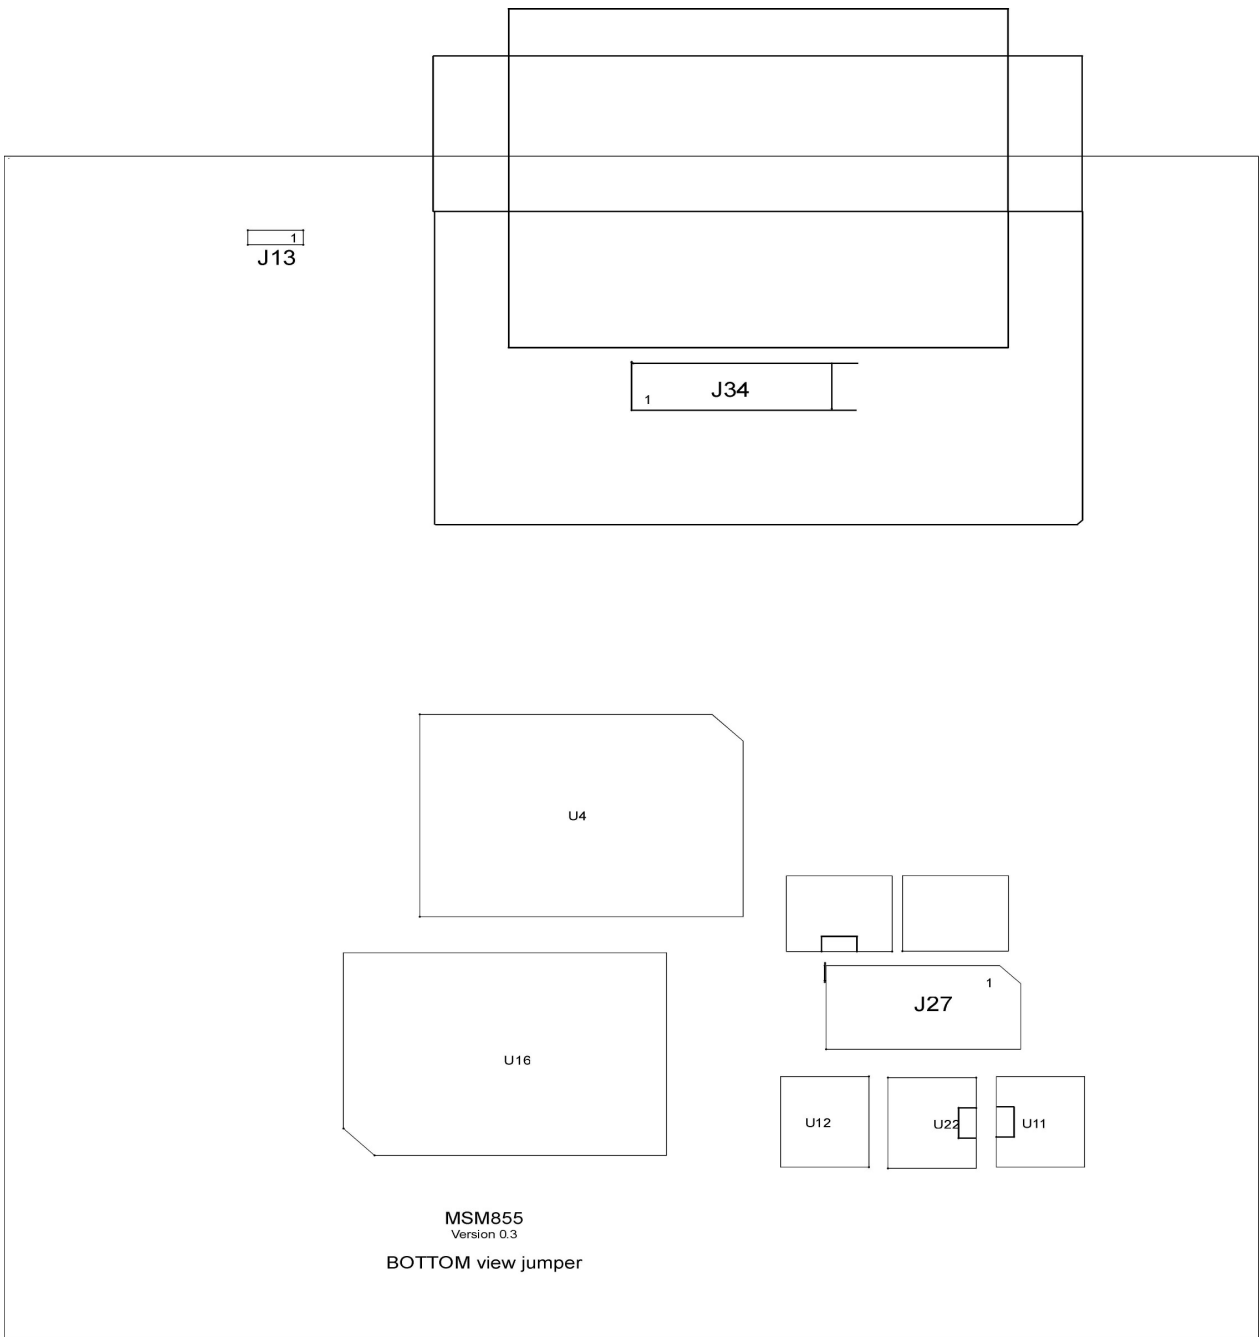 1
J13
J34
1
U4
1
J27
U16
U12
U22
U11
MSM855
Version 0.3
BOTTOM view jumper